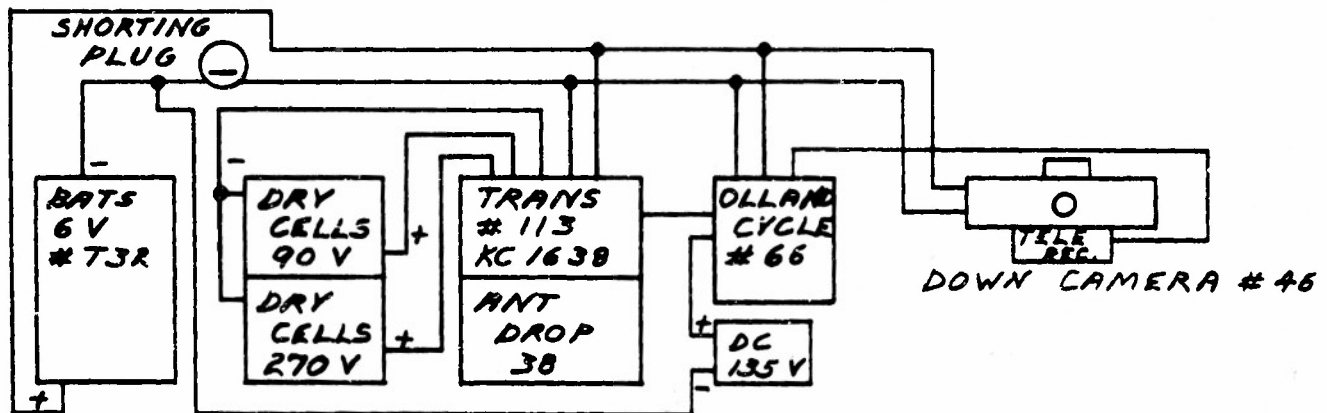 SHORTING
PLUG
-
-
BATS
6 V
# T32
+
-
DRY
CELLS
90 V
+
DRY
CELLS
270 V
+
TRANS
# 113
KC 1638
ANT
DROP
38
OLLAND
CYCLE
# 66
+
DC
135 V
-
TELE
REC.
DOWN CAMERA # 46